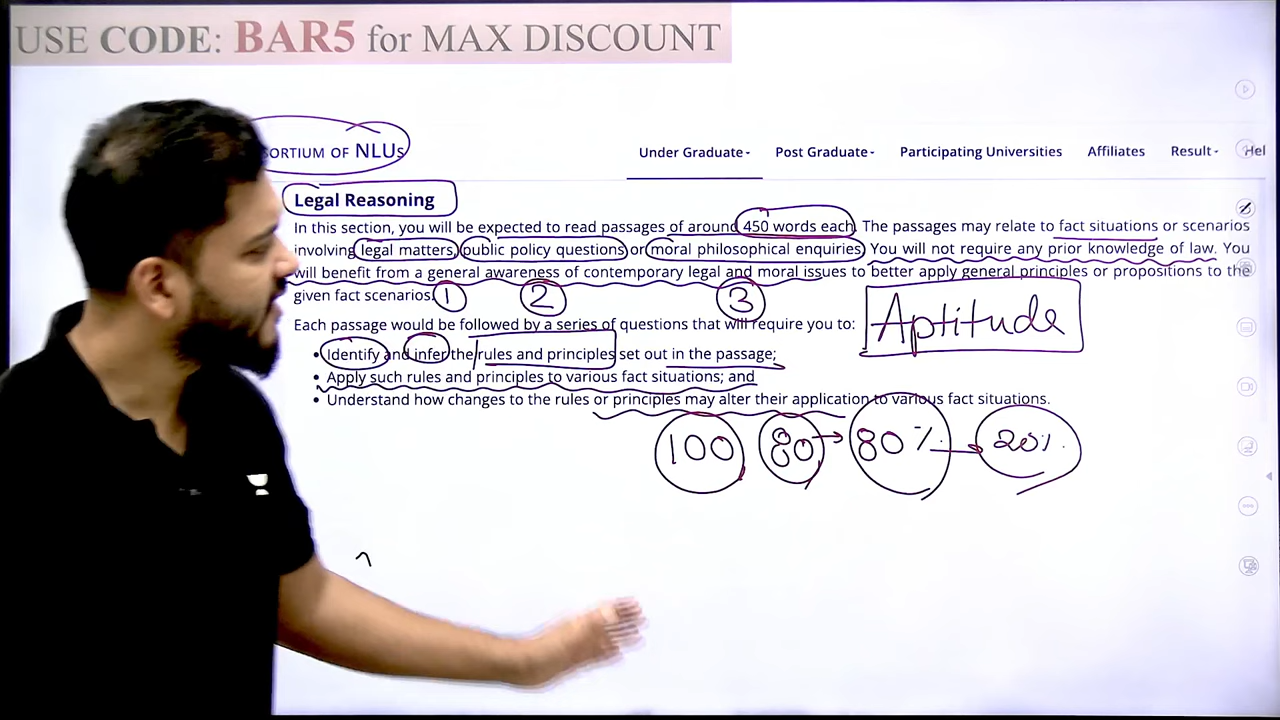 USE CODE: BAR5 for MAX DISCOUNT
SORTIUM OF NLUs
Under Graduate Post Graduate Participating Universities Affiliates Result Hel
Legal Reasoning
In this section, you will be expected to read passages of around 450 words each. The passages may relate to fact situations or scenarios
involving legal matters, public policy questions or moral philosophical enquiries. You will not require any prior knowledge of law. You
will benefit from a general awareness of contemporary legal and moral issues to better apply general principles or propositions to the
given fact scenarios.
1 2 3
Aptitude
Each passage would be followed by a series of questions that will require you to:
• Identify and infer the rules and principles set out in the passage;
• Apply such rules and principles to various fact situations; and
• Understand how changes to the rules or principles may alter their application to various fact situations.
100 80 → 80% → 20%.